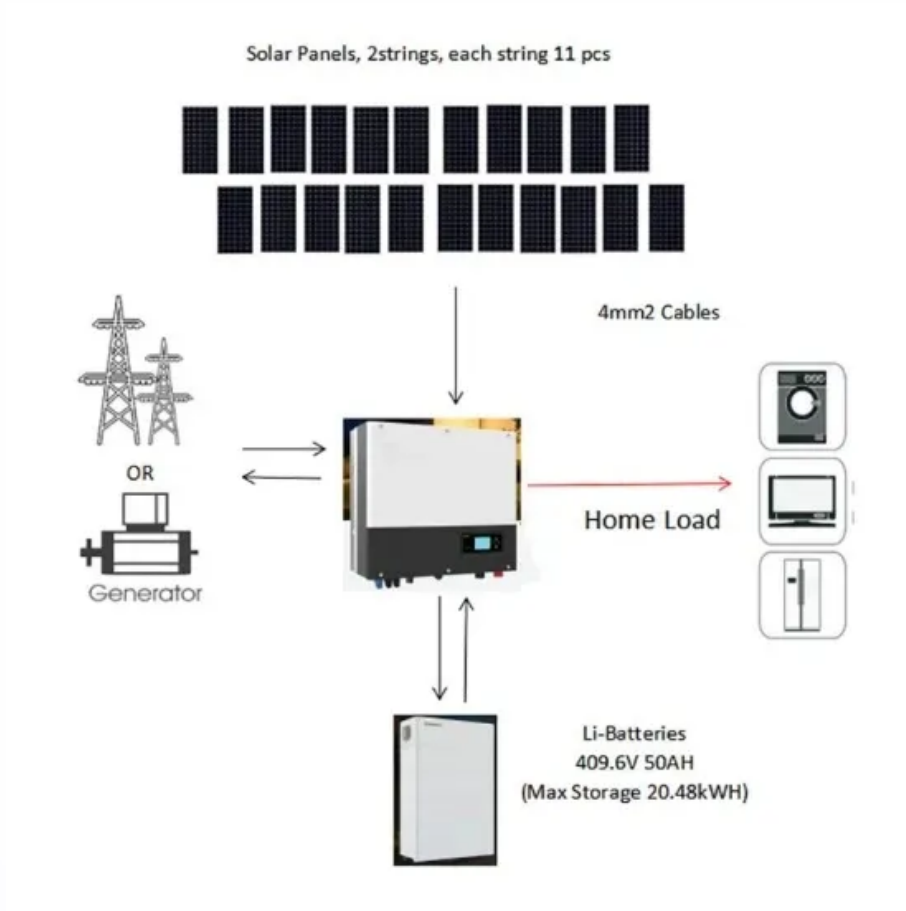 Solar Panels, 2strings, each string 11 pcs
4mm2 Cables
OR
Home Load
Generator
Li-Batteries
409.6V 50AH
(Max Storage 20.48kWH)